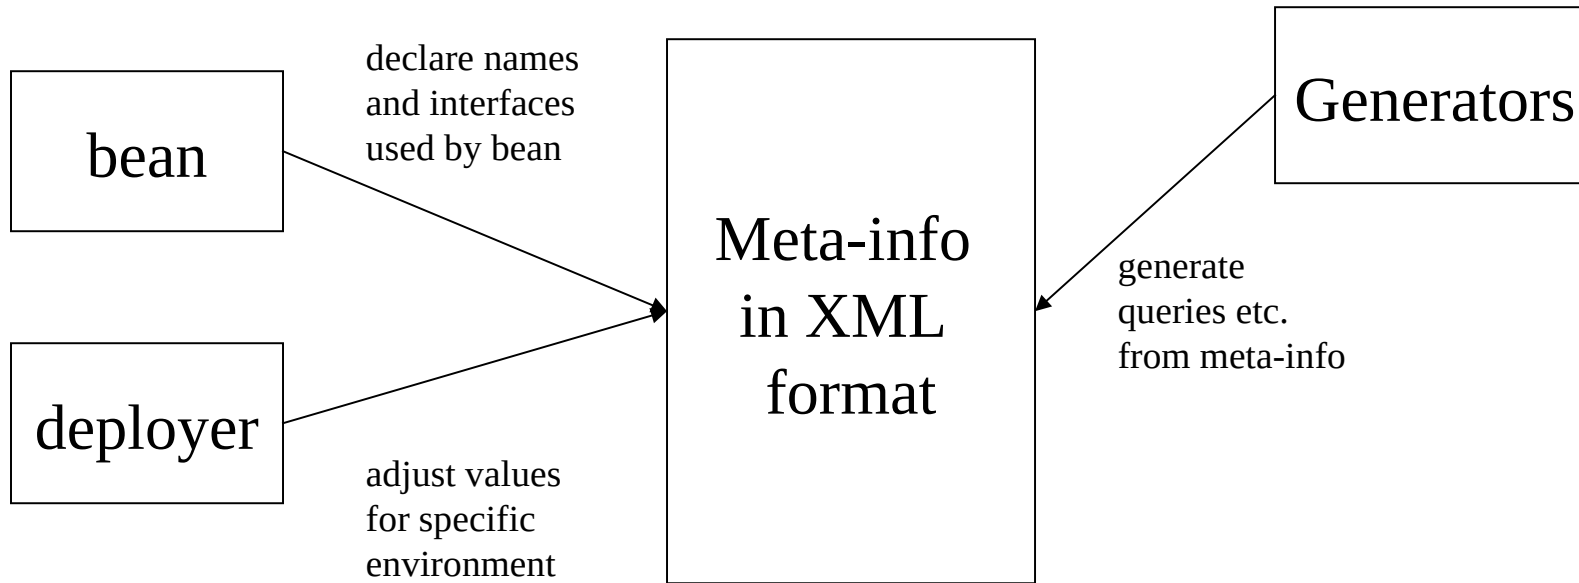 declare names
and interfaces
used by bean
bean
deployer
adjust values
for specific
environment
Meta-info
in XML
format
Generators
generate
queries etc.
from meta-info